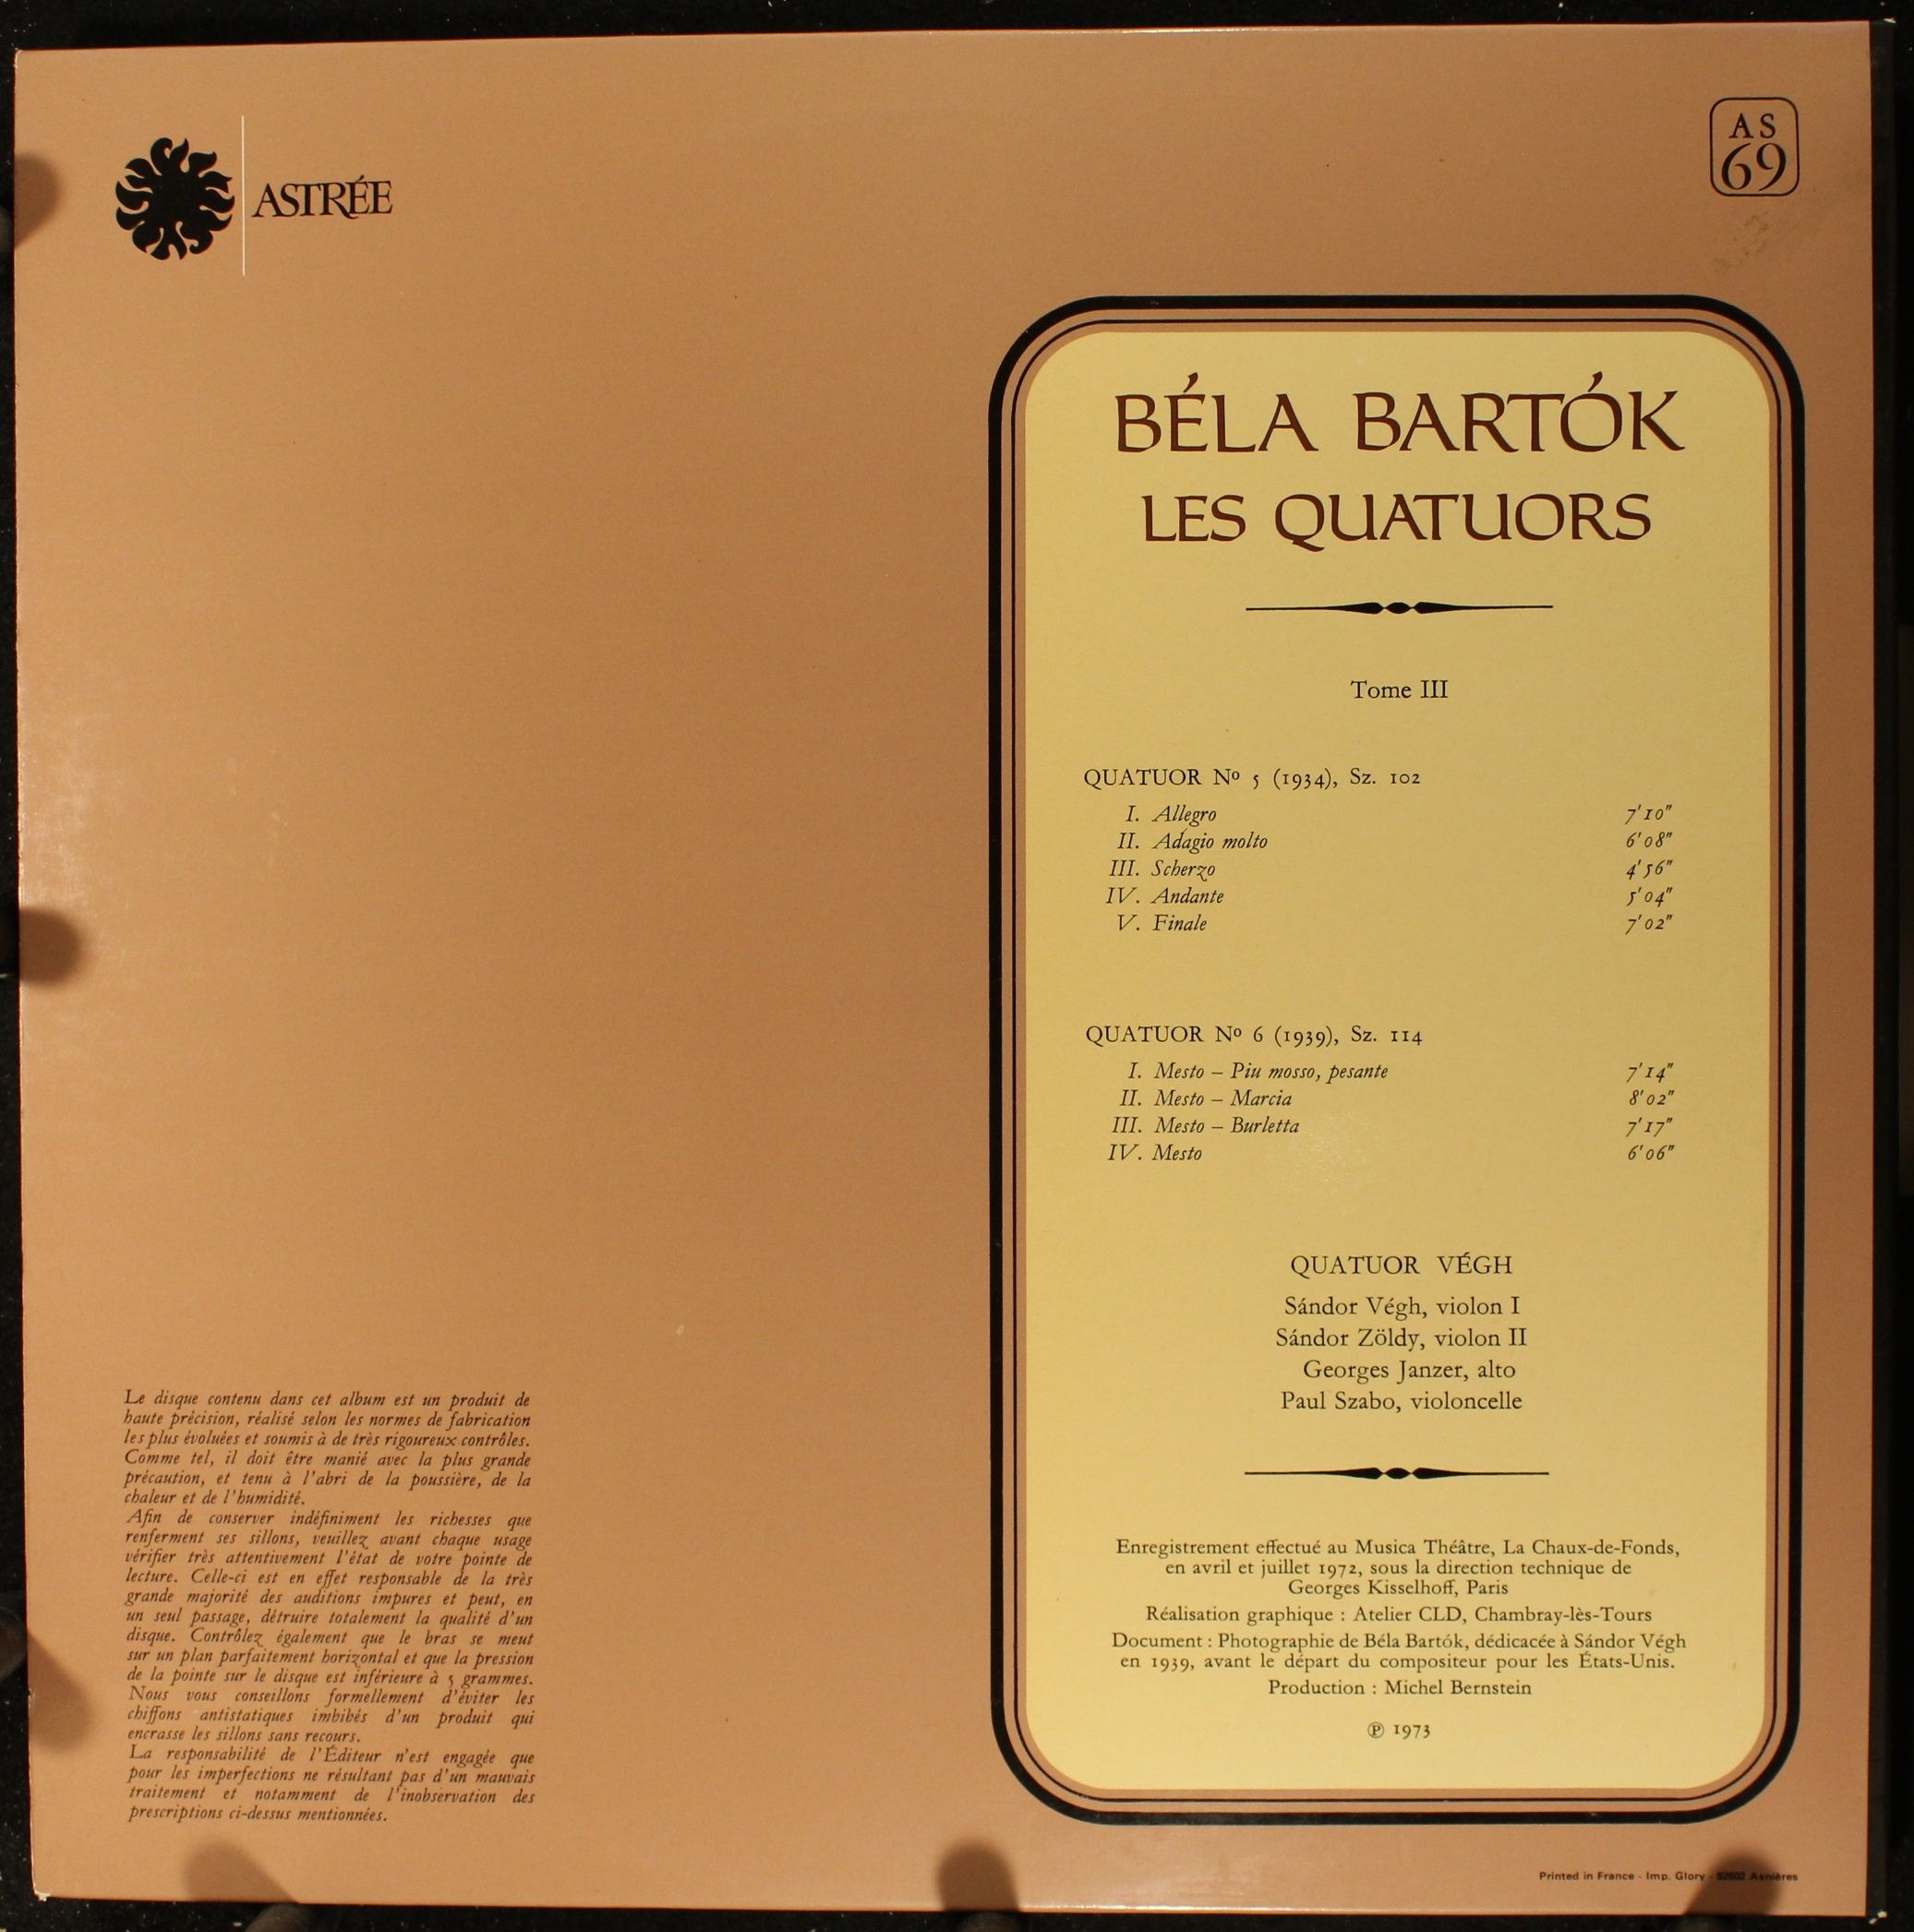 ASTRÉE
AS
69
BÉLA BARTÓK
LES QUATUORS
Tome III
QUATUOR Nº 5 (1934), Sz. 102
I. Allegro 7'10"
II. Adagio molto 6'08"
III. Scherzo 4'56"
IV. Andante 5'04"
V. Finale 7'02"
QUATUOR Nº 6 (1939), Sz. 114
I. Mesto – Piu mosso, pesante 7'14"
II. Mesto – Marcia 8'02"
III. Mesto – Burletta 7'17"
IV. Mesto 6'06"
QUATUOR VÉGH
Sándor Végh, violon I
Sándor Zöldy, violon II
Georges Janzer, alto
Paul Szabo, violoncelle
Enregistrement effectué au Musica Théâtre, La Chaux-de-Fonds,
en avril et juillet 1972, sous la direction technique de
Georges Kisselhoff, Paris
Réalisation graphique : Atelier CLD, Chambray-lès-Tours
Document : Photographie de Béla Bartók, dédicacée à Sándor Végh
en 1939, avant le départ du compositeur pour les États-Unis.
Production : Michel Bernstein
℗ 1973
Le disque contenu dans cet album est un produit de
haute précision, réalisé selon les normes de fabrication
les plus évoluées et soumis à de très rigoureux contrôles.
Comme tel, il doit être manié avec la plus grande
précaution, et tenu à l'abri de la poussière, de la
chaleur et de l'humidité.
Afin de conserver indéfiniment les richesses que
renferment ses sillons, veuillez avant chaque usage
vérifier très attentivement l'état de votre pointe de
lecture. Celle-ci est en effet responsable de la très
grande majorité des auditions impures et peut, en
un seul passage, détruire totalement la qualité d'un
disque. Contrôlez également que le bras se meut
sur un plan parfaitement horizontal et que la pression
de la pointe sur le disque est inférieure à 5 grammes.
Nous vous conseillons formellement d'éviter les
chiffons antistatiques imbibés d'un produit qui
encrasse les sillons sans recours.
La responsabilité de l'Éditeur n'est engagée que
pour les imperfections ne résultant pas d'un mauvais
traitement et notamment de l'inobservation des
prescriptions ci-dessus mentionnées.
Printed in France - Imp. Glory - 92602 Asnières